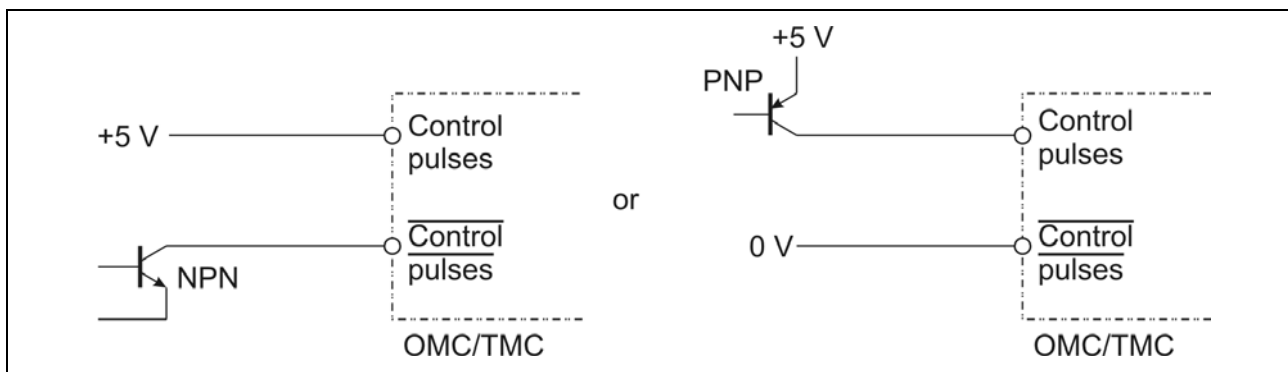 +5 V
Control
pulses
Control
pulses
NPN
OMC/TMC
or
+5 V
PNP
Control
pulses
0 V
Control
pulses
OMC/TMC